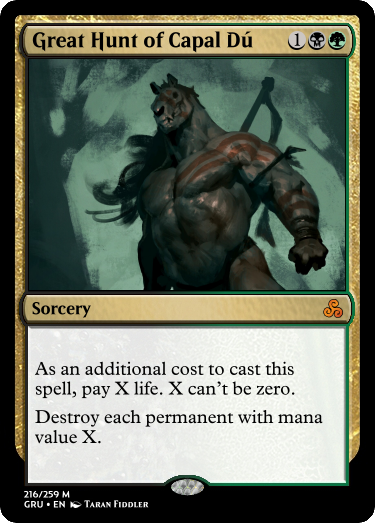 Great Hunt of Capal Dú 1
Sorcery
As an additional cost to cast this
spell, pay X life. X can't be zero.
Destroy each permanent with mana
value X.
216/259 M
GRU • EN TARAN FIDDLER